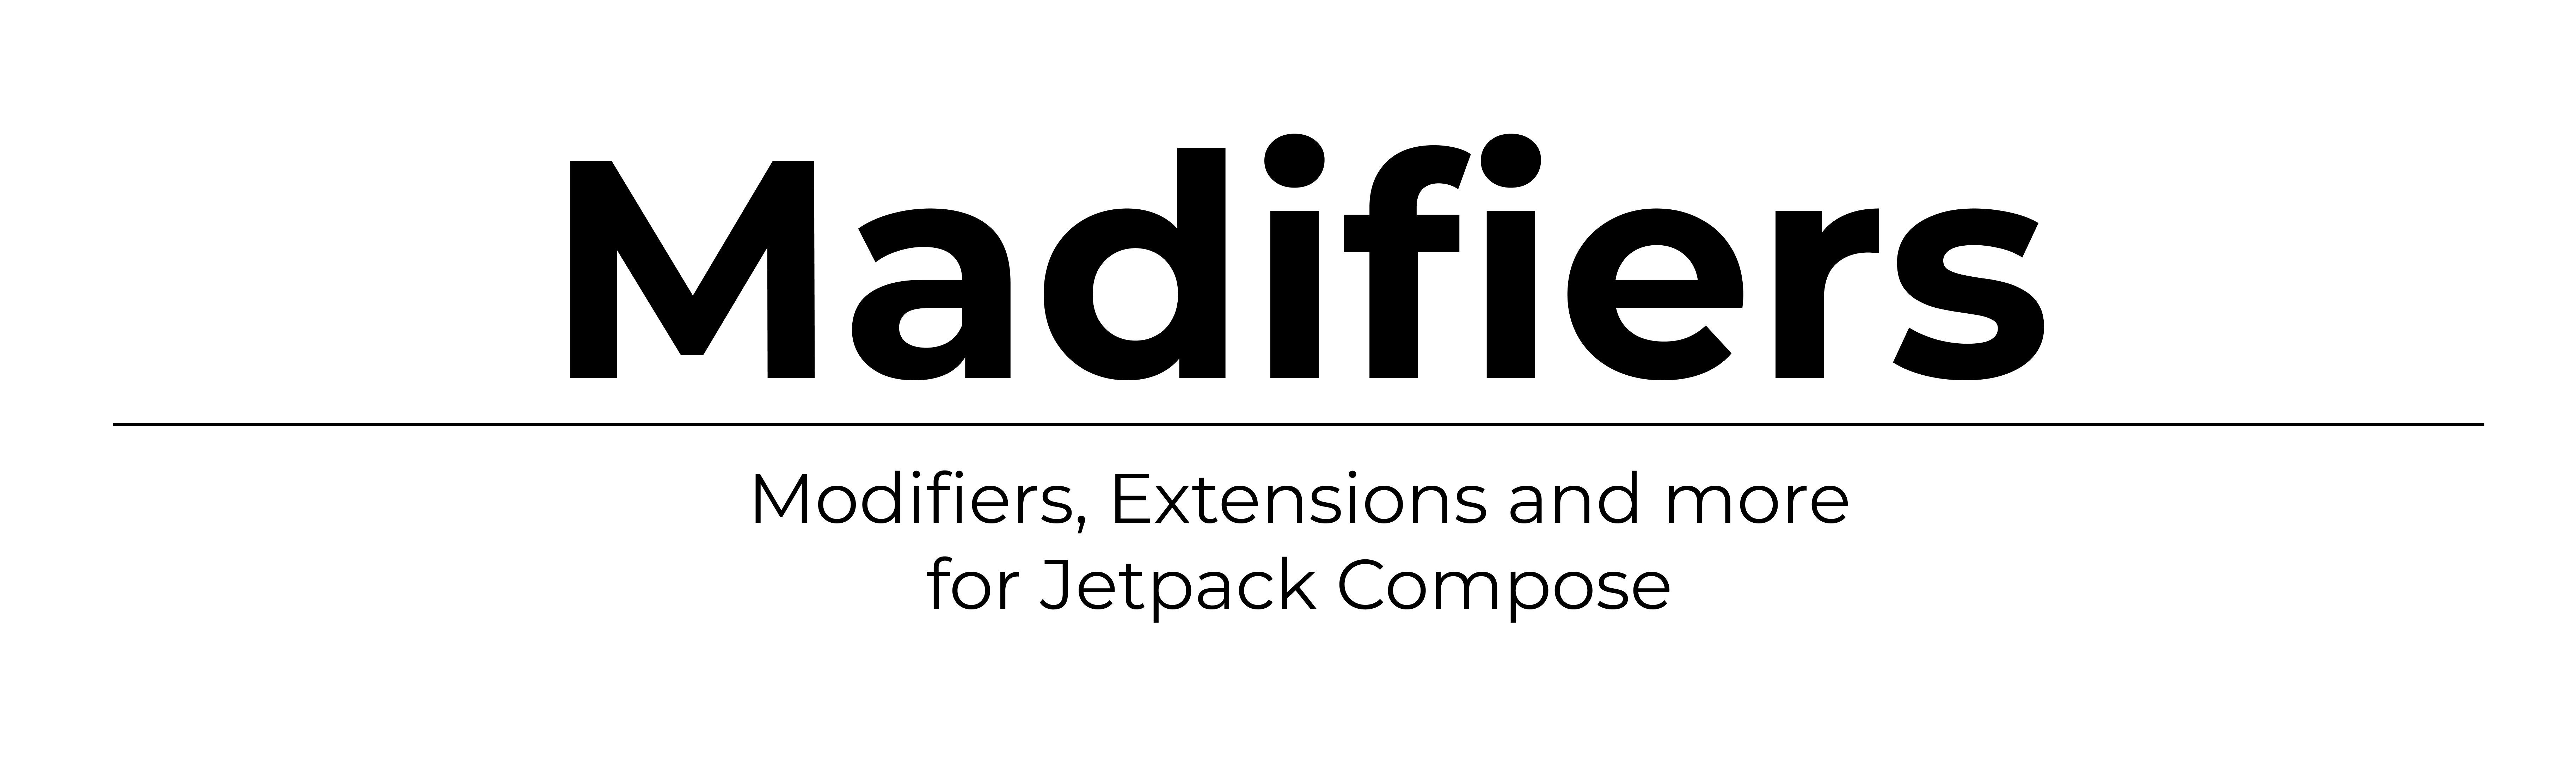 Madifiers
Modifiers, Extensions and more
for Jetpack Compose